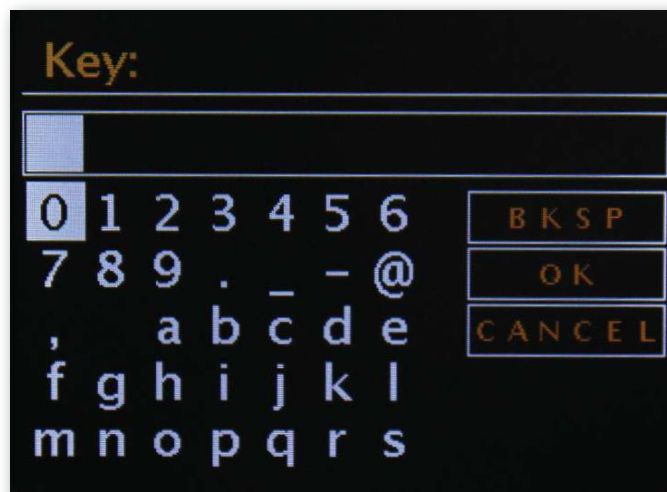 Key:
0 1 2 3 4 5 6
BKSP
7 8 9 . _ - @
OK
, a b c d e
CANCEL
f g h i j k l
m n o p q r s